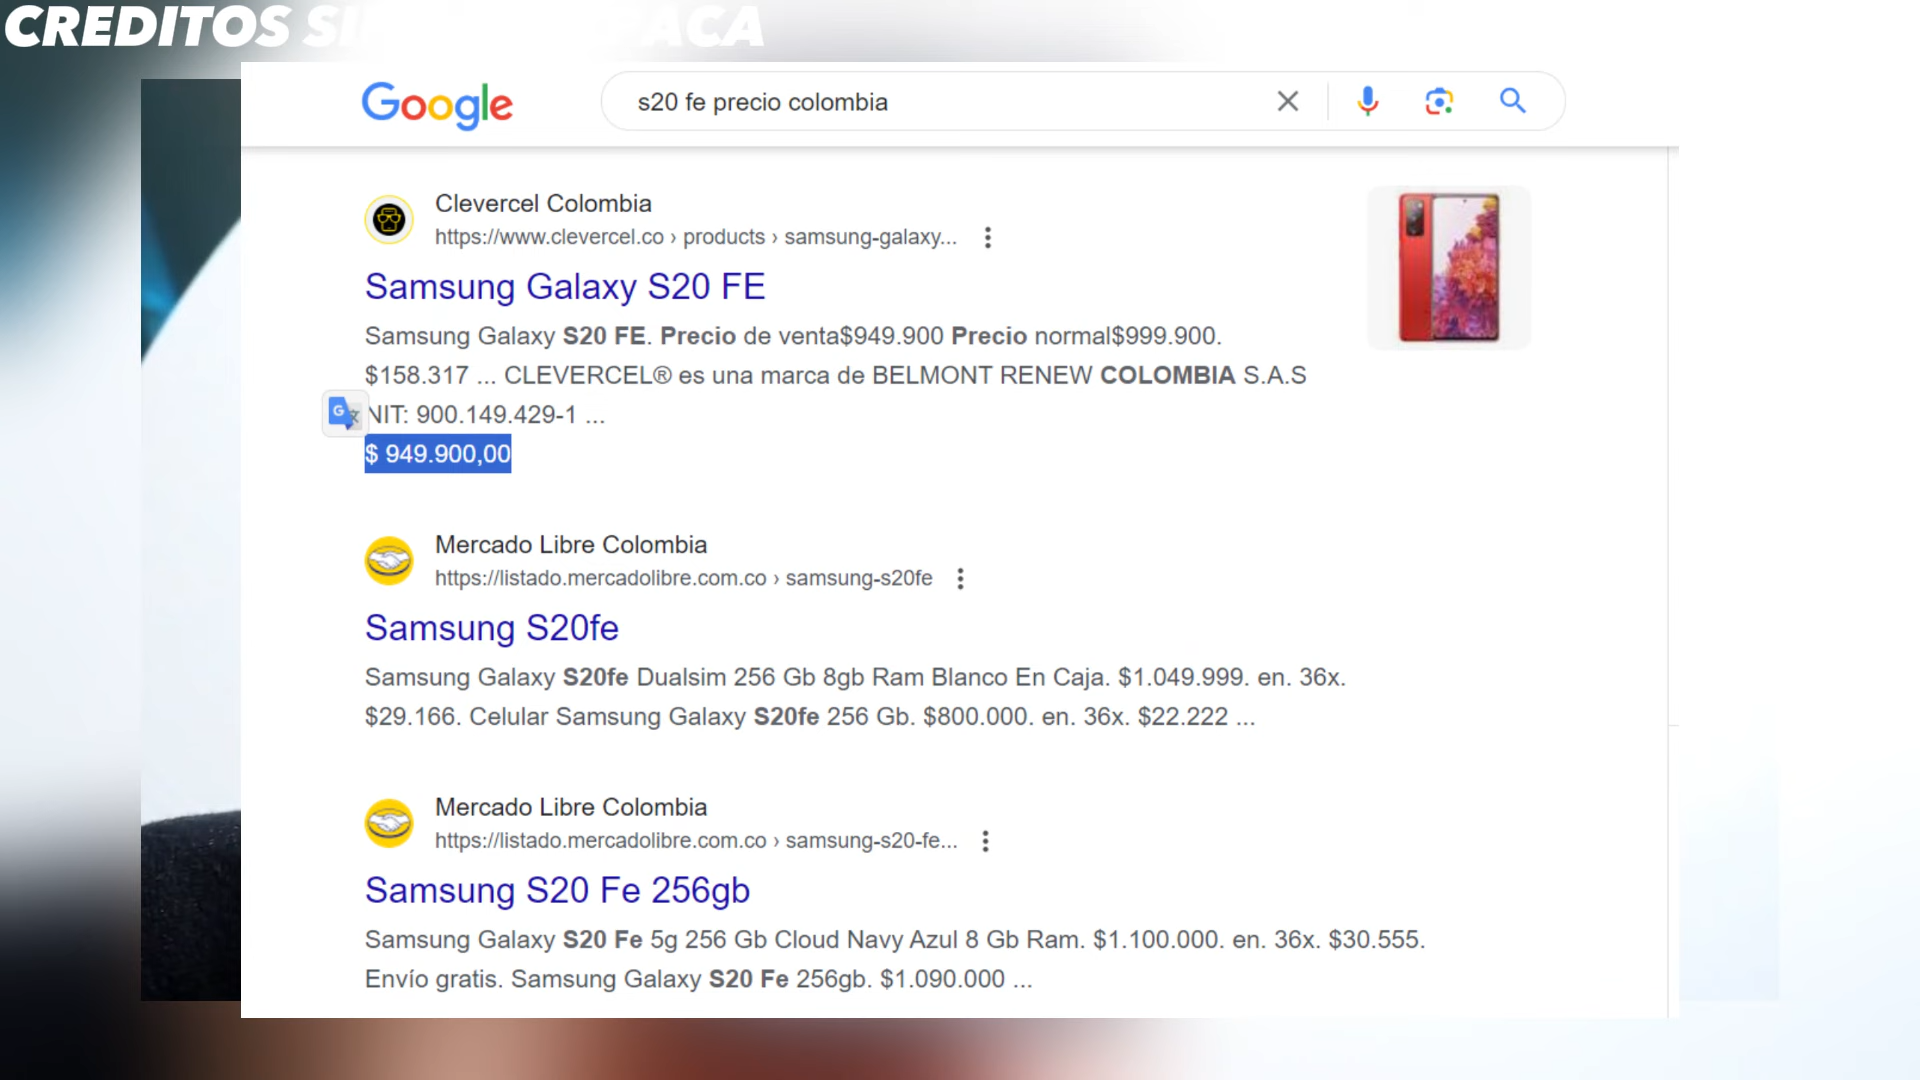 CREDITOS
ACA
Google
s20 fe precio colombia
Clevercel Colombia
https://www.clevercel.co › products › samsung-galaxy...
Samsung Galaxy S20 FE
Samsung Galaxy S20 FE. Precio de venta$949.900 Precio normal$999.900.
$158.317 ... CLEVERCEL® es una marca de BELMONT RENEW COLOMBIA S.A.S
NIT: 900.149.429-1 ...
$ 949.900,00
Mercado Libre Colombia
https://listado.mercadolibre.com.co › samsung-s20fe
Samsung S20fe
Samsung Galaxy S20fe Dualsim 256 Gb 8gb Ram Blanco En Caja. $1.049.999. en. 36x.
$29.166. Celular Samsung Galaxy S20fe 256 Gb. $800.000. en. 36x. $22.222 ...
Mercado Libre Colombia
https://listado.mercadolibre.com.co › samsung-s20-fe...
Samsung S20 Fe 256gb
Samsung Galaxy S20 Fe 5g 256 Gb Cloud Navy Azul 8 Gb Ram. $1.100.000. en. 36x. $30.555.
Envío gratis. Samsung Galaxy S20 Fe 256gb. $1.090.000 ...